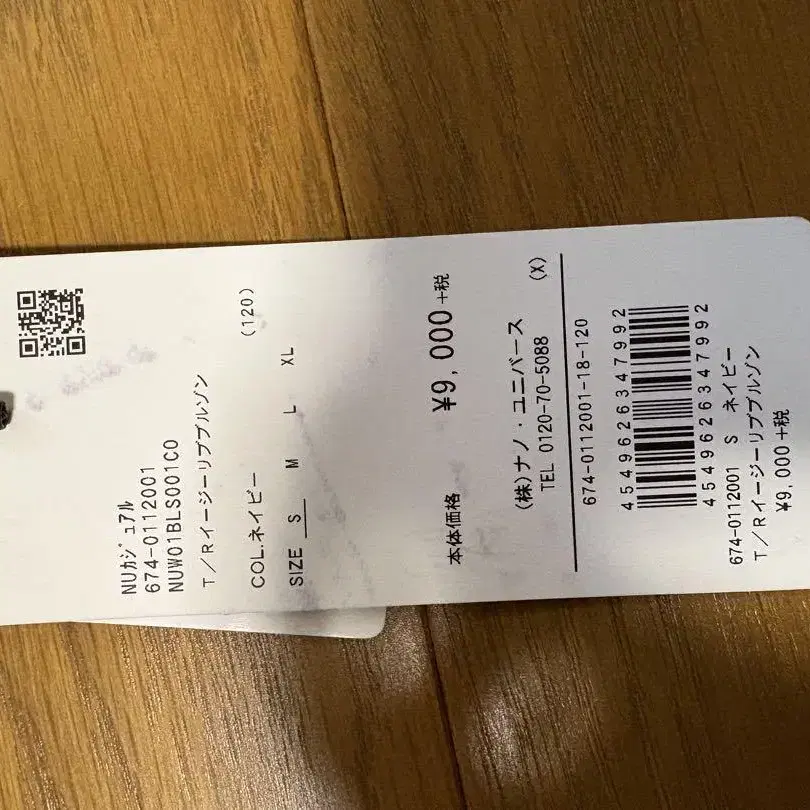 NUカジュアル
674-0112001
NUW01BLS001CO
T/Rイージーリブブルゾン
COL.ネイビー (120)
SIZE S M L XL
本体価格 ¥9,000+税
(株)ナノ・ユニバース
TEL 0120-70-5088 (X)
674-0112001-18-120
4549626347992
4549626347992
674-0112001 S ネイビー
T/Rイージーリブブルゾン
¥9,000+税